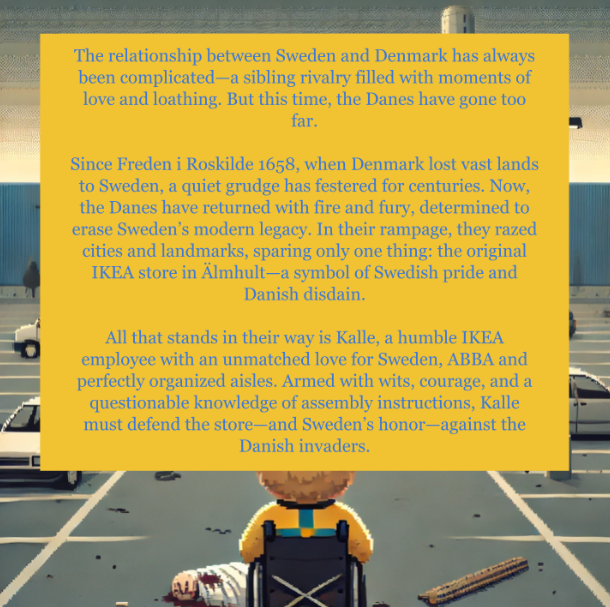 The relationship between Sweden and Denmark has always
been complicated—a sibling rivalry filled with moments of
love and loathing. But this time, the Danes have gone too
far.
Since Freden i Roskilde 1658, when Denmark lost vast lands
to Sweden, a quiet grudge has festered for centuries. Now,
the Danes have returned with fire and fury, determined to
erase Sweden’s modern legacy. In their rampage, they razed
cities and landmarks, sparing only one thing: the original
IKEA store in Älmhult—a symbol of Swedish pride and
Danish disdain.
All that stands in their way is Kalle, a humble IKEA
employee with an unmatched love for Sweden, ABBA and
perfectly organized aisles. Armed with wits, courage, and a
questionable knowledge of assembly instructions, Kalle
must defend the store—and Sweden’s honor—against the
Danish invaders.